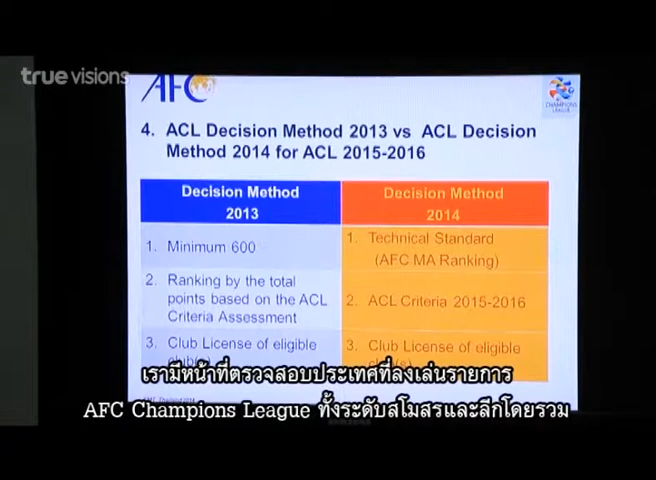 true visions
AFC
CHAMPIONS
LEAGUE
4. ACL Decision Method 2013 vs ACL Decision
Method 2014 for ACL 2015-2016
Decision Method
2013
Decision Method
2014
1. Minimum 600
1. Technical Standard
(AFC MA Ranking)
2. Ranking by the total
points based on the ACL
Criteria Assessment
2. ACL Criteria 2015-2016
3. Club License of eligible
club(s)
3. Club License of eligible
เรามีหน้าที่ตรวจสอบประเทศที่ลงเล่นรายการ
AFC Champions League ทั้งระดับสโมสรและลีกโดยรวม